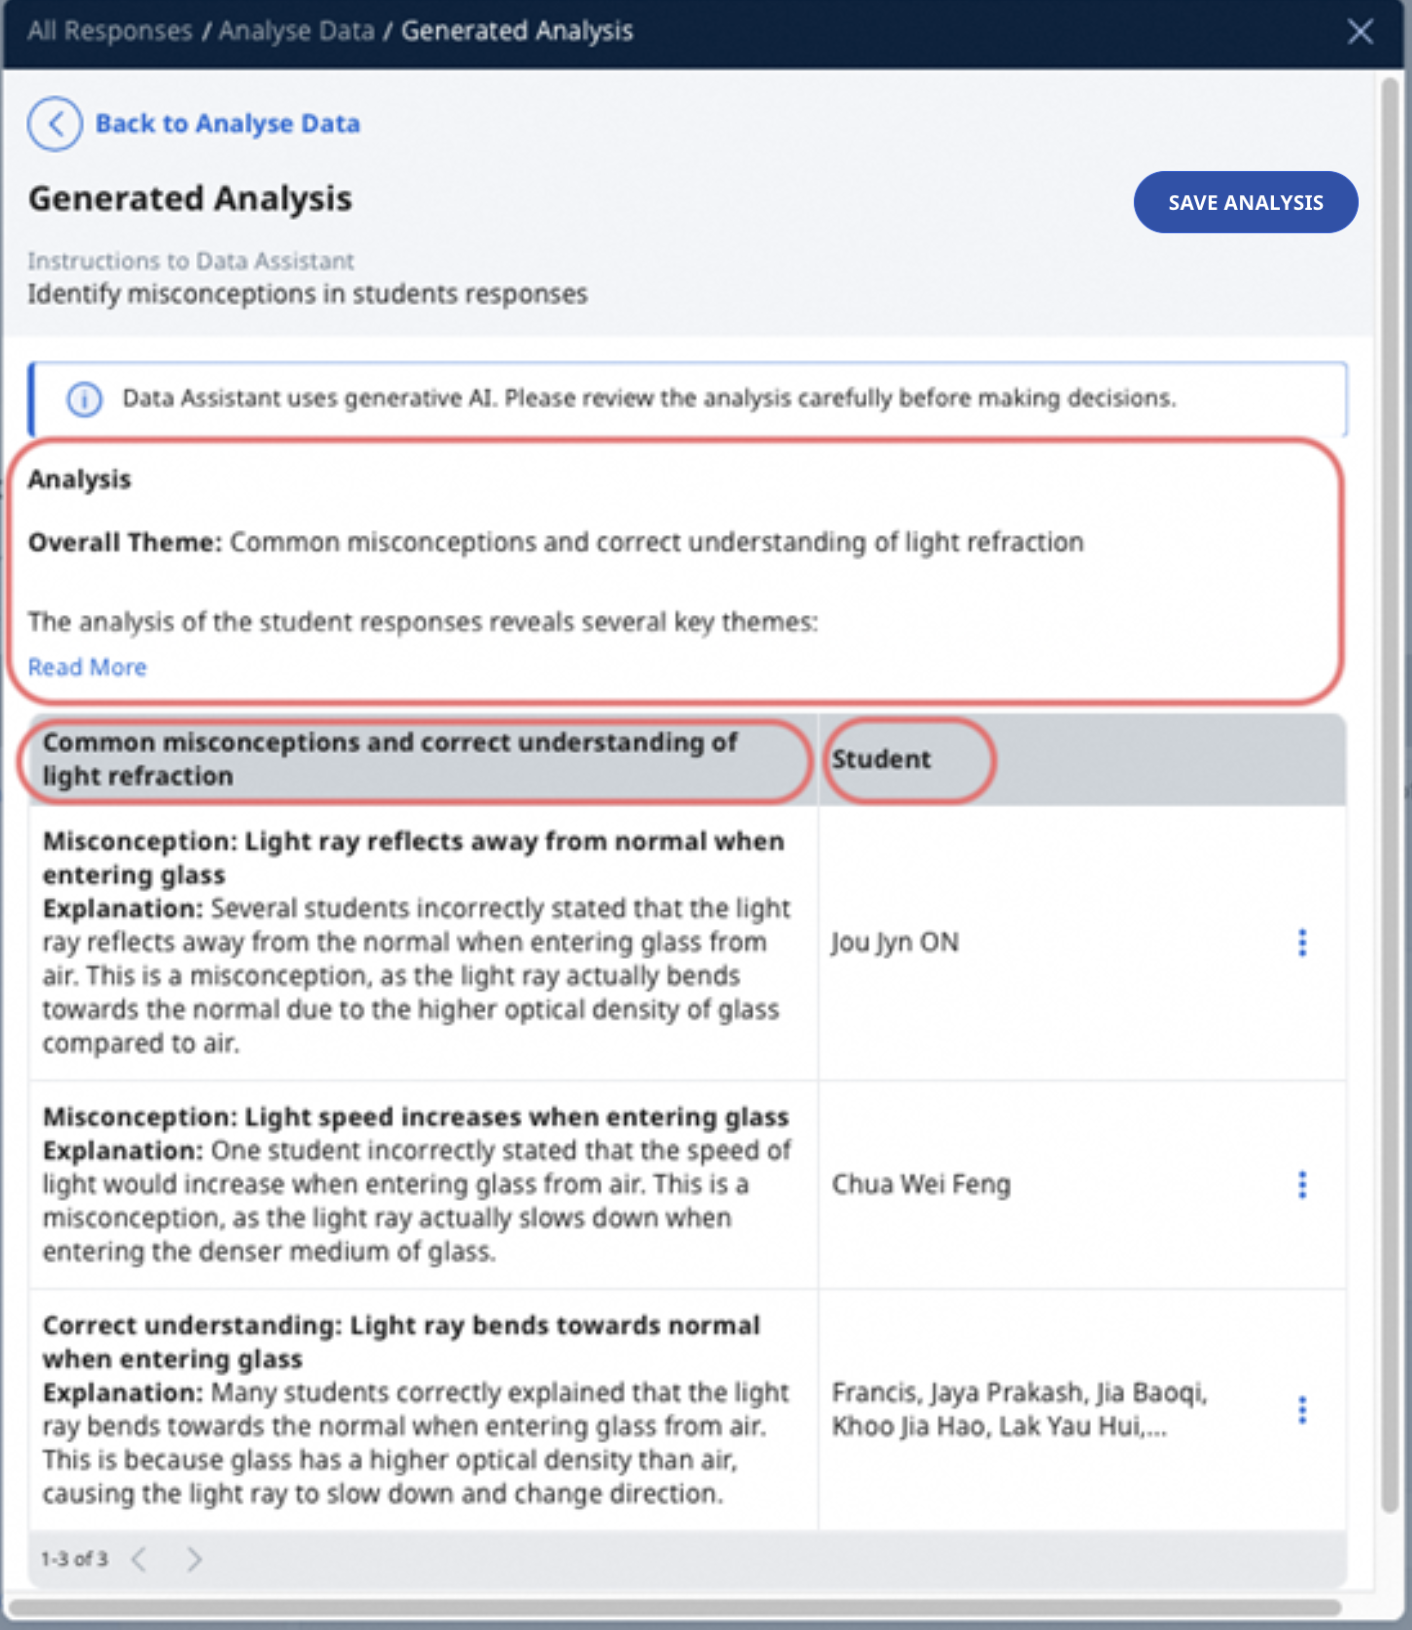 All Responses / Analyse Data / Generated Analysis
Back to Analyse Data
Generated Analysis
SAVE ANALYSIS
Instructions to Data Assistant
Identify misconceptions in students responses
Data Assistant uses generative AI. Please review the analysis carefully before making decisions.
Analysis
Overall Theme: Common misconceptions and correct understanding of light refraction
The analysis of the student responses reveals several key themes:
Read More
Common misconceptions and correct understanding of
light refraction
Student
Misconception: Light ray reflects away from normal when
entering glass
Explanation: Several students incorrectly stated that the light
ray reflects away from the normal when entering glass from
air. This is a misconception, as the light ray actually bends
towards the normal due to the higher optical density of glass
compared to air.
Jou Jyn ON
Misconception: Light speed increases when entering glass
Explanation: One student incorrectly stated that the speed of
light would increase when entering glass from air. This is a
misconception, as the light ray actually slows down when
entering the denser medium of glass.
Chua Wei Feng
Correct understanding: Light ray bends towards normal
when entering glass
Explanation: Many students correctly explained that the light
ray bends towards the normal when entering glass from air.
This is because glass has a higher optical density than air,
causing the light ray to slow down and change direction.
Francis, Jaya Prakash, Jia Baoqi,
Khoo Jia Hao, Lak Yau Hui,...
1-3 of 3